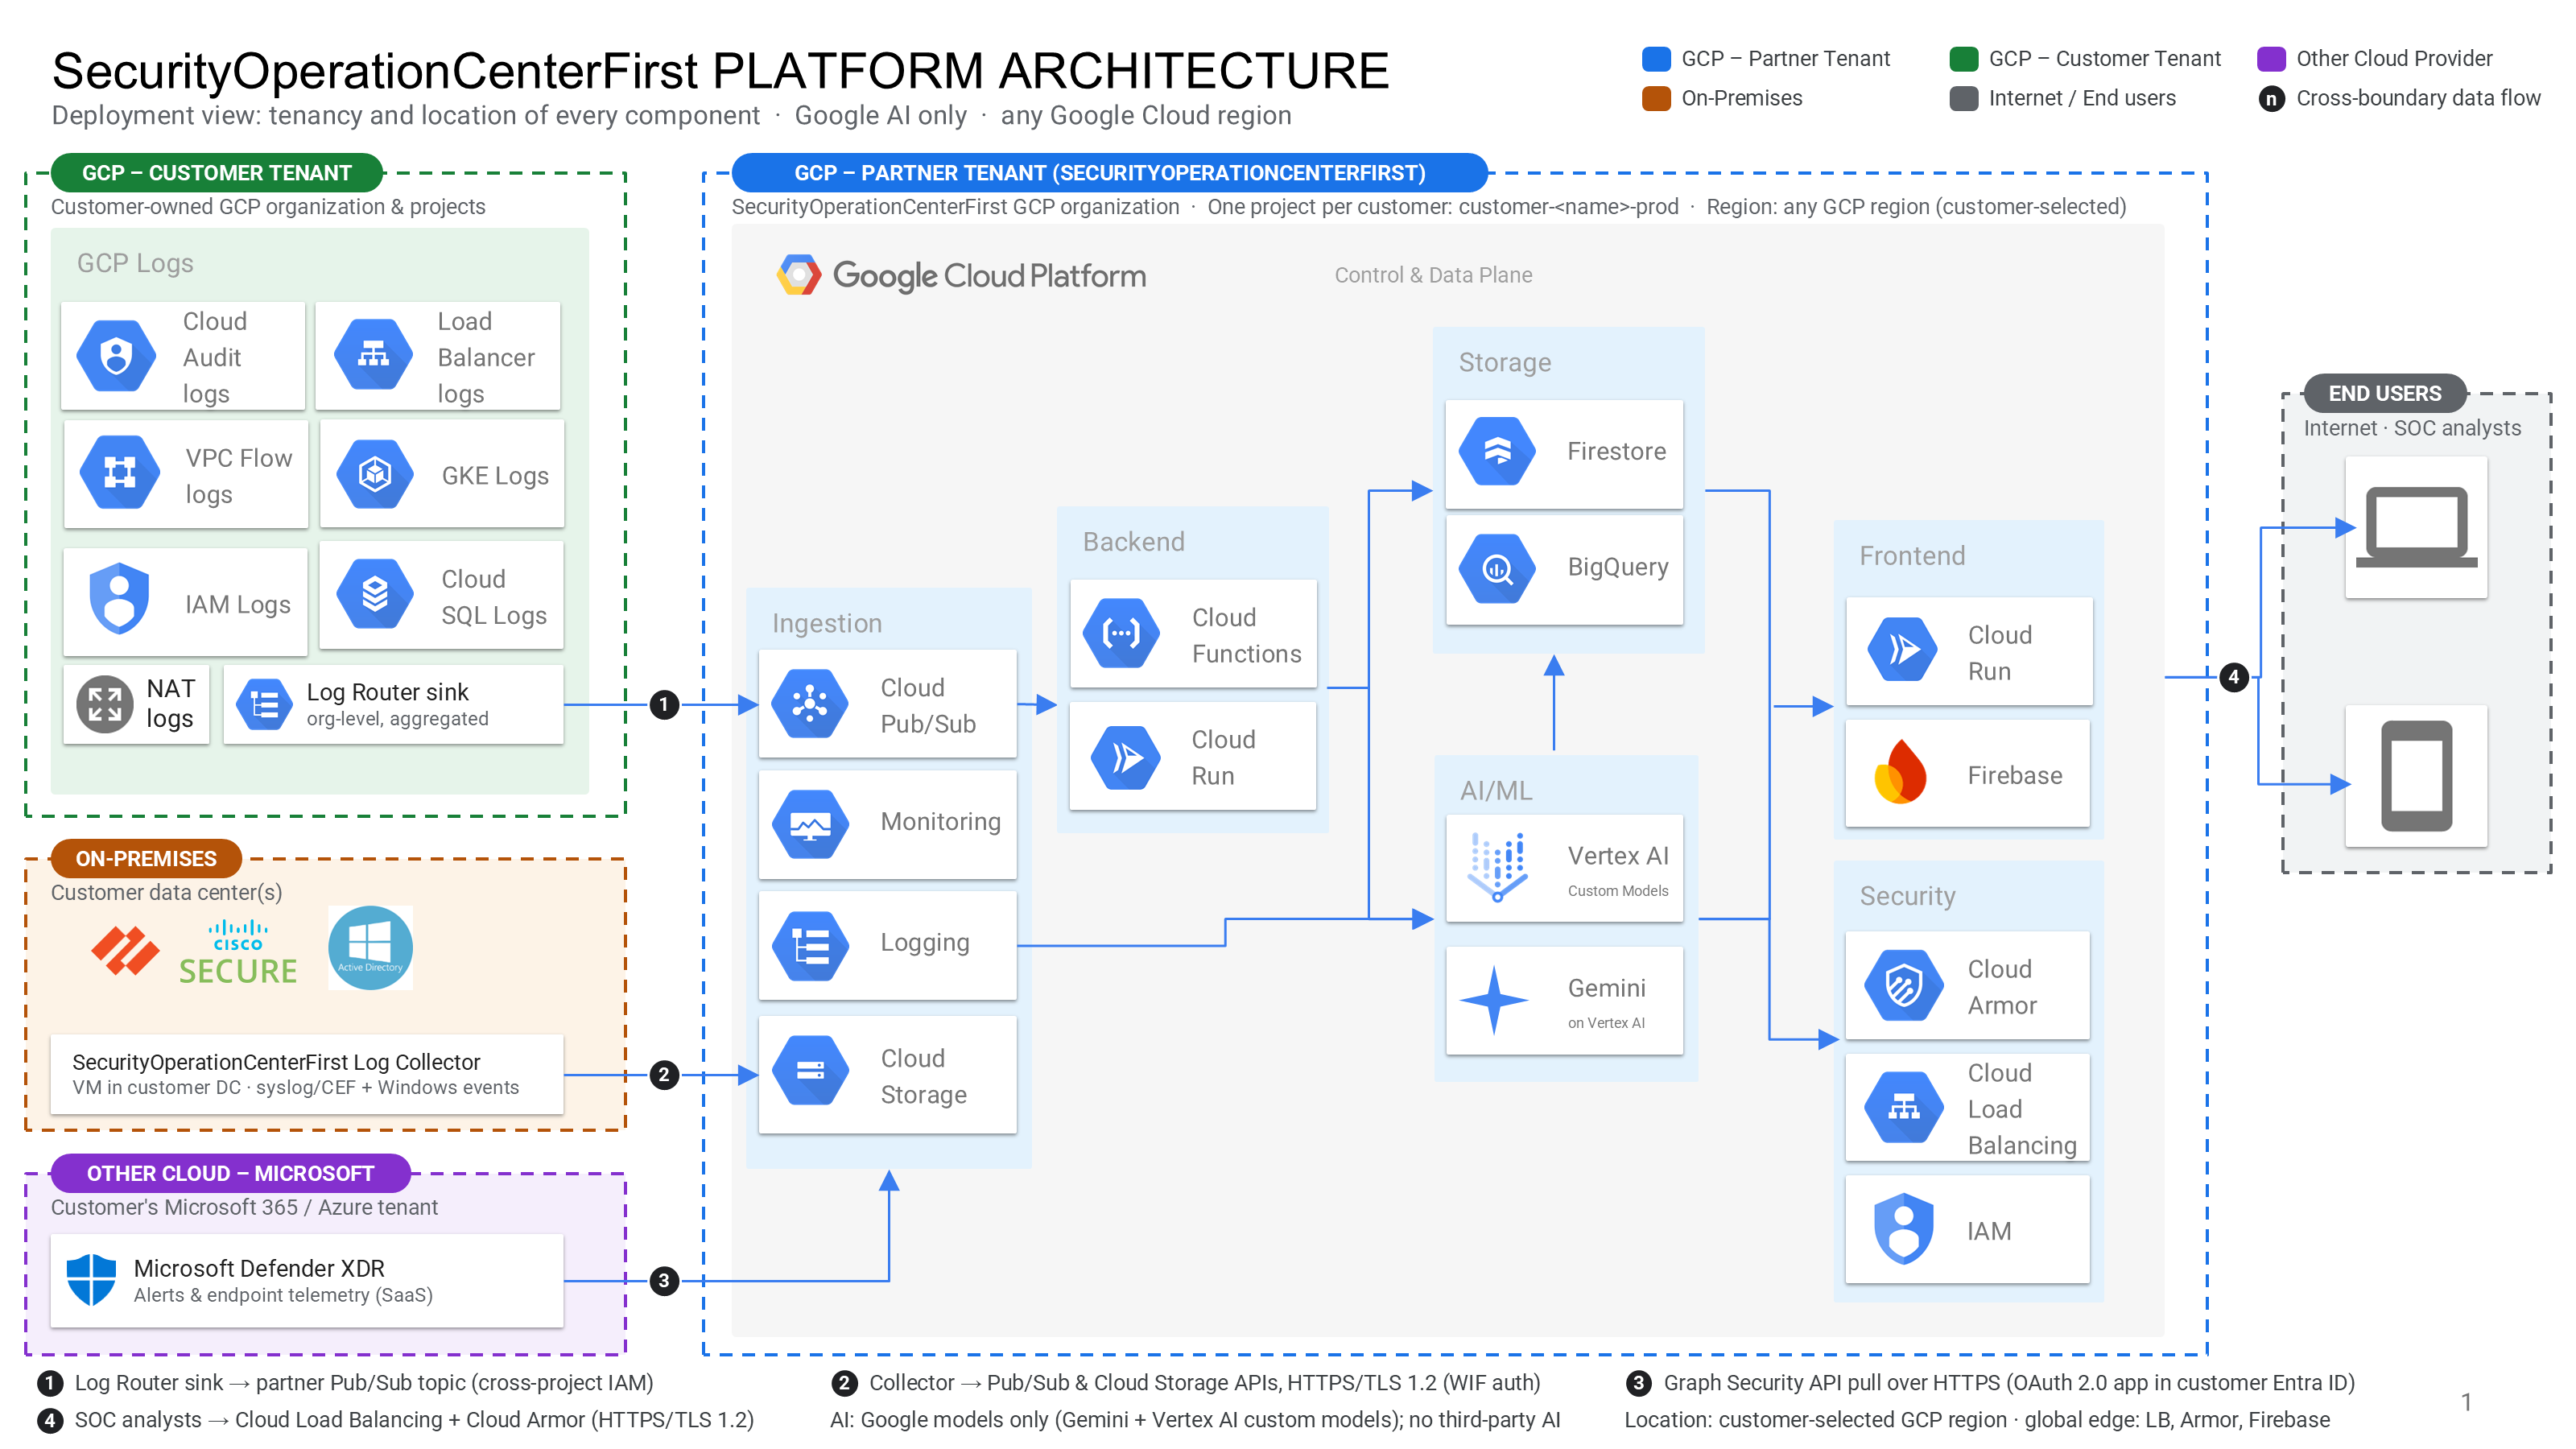 SecurityOperationCenterFirst PLATFORM ARCHITECTURE
Deployment view: tenancy and location of every component · Google AI only · any Google Cloud region
GCP – Partner Tenant
GCP – Customer Tenant
Other Cloud Provider
On-Premises
Internet / End users
n Cross-boundary data flow
GCP – CUSTOMER TENANT
Customer-owned GCP organization & projects
GCP Logs
Cloud
Audit
logs
Load
Balancer
logs
VPC Flow
logs
GKE Logs
IAM Logs
Cloud
SQL Logs
NAT
logs
Log Router sink
org-level, aggregated
1
ON-PREMISES
Customer data center(s)
CISCO
SECURE
Active Directory
SecurityOperationCenterFirst Log Collector
VM in customer DC · syslog/CEF + Windows events
2
OTHER CLOUD – MICROSOFT
Customer's Microsoft 365 / Azure tenant
Microsoft Defender XDR
Alerts & endpoint telemetry (SaaS)
3
GCP – PARTNER TENANT (SECURITYOPERATIONCENTERFIRST)
SecurityOperationCenterFirst GCP organization · One project per customer: customer-<name>-prod · Region: any GCP region (customer-selected)
Google Cloud Platform
Control & Data Plane
Ingestion
Cloud
Pub/Sub
Monitoring
Logging
Cloud
Storage
Backend
Cloud
Functions
Cloud
Run
Storage
Firestore
BigQuery
AI/ML
Vertex AI
Custom Models
Gemini
on Vertex AI
Frontend
Cloud
Run
Firebase
Security
Cloud
Armor
Cloud
Load
Balancing
IAM
4
END USERS
Internet · SOC analysts
1 Log Router sink → partner Pub/Sub topic (cross-project IAM)
2 Collector → Pub/Sub & Cloud Storage APIs, HTTPS/TLS 1.2 (WIF auth)
3 Graph Security API pull over HTTPS (OAuth 2.0 app in customer Entra ID)
4 SOC analysts → Cloud Load Balancing + Cloud Armor (HTTPS/TLS 1.2)
AI: Google models only (Gemini + Vertex AI custom models); no third-party AI
Location: customer-selected GCP region · global edge: LB, Armor, Firebase
1